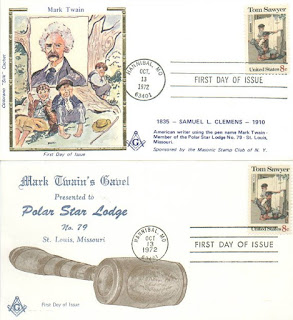 Mark Twain
Colorano "Silk" Cachet
First Day of Issue
HANNIBAL, MO
OCT.
13
1972
63401
Tom Sawyer
United States 8c
FIRST DAY OF ISSUE
1835 - SAMUEL L. CLEMENS - 1910
American writer using the pen name Mark Twain -
Member of the Polar Star Lodge No. 79 - St. Louis,
Missouri.
Sponsored by the Masonic Stamp Club of N. Y.
G
Mark Twain's Gavel
Presented to
Polar Star Lodge
No. 79
St. Louis, Missouri
HANNIBAL, MO
OCT
13
1972
63401
Tom Sawyer
United States 8c
FIRST DAY OF ISSUE
G
First Day of Issue